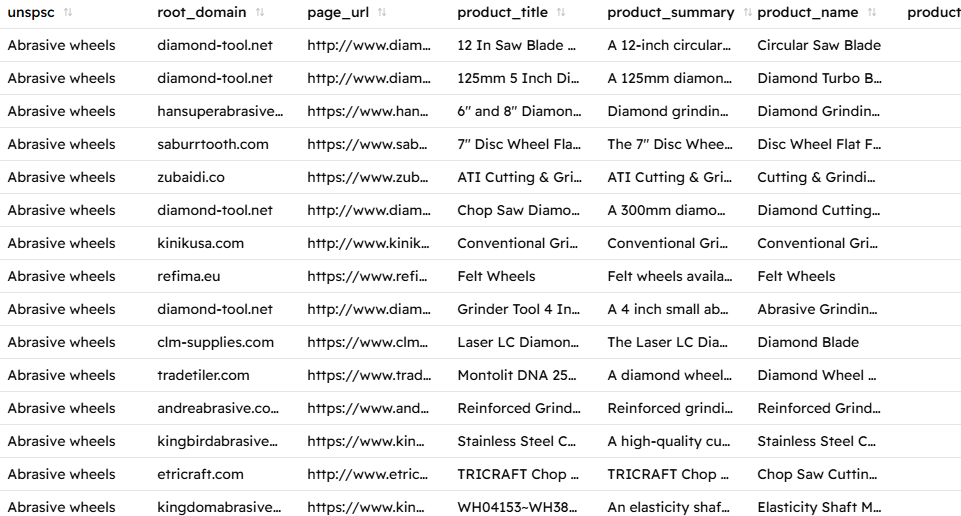 unspsc root_domain page_url product_title product_summary product_name product
Abrasive wheels diamond-tool.net http://www.diam... 12 In Saw Blade ... A 12-inch circular... Circular Saw Blade
Abrasive wheels diamond-tool.net http://www.diam... 125mm 5 Inch Di... A 125mm diamon... Diamond Turbo B...
Abrasive wheels hansuperabrasive... https://www.han... 6" and 8" Diamon... Diamond grindin... Diamond Grindin...
Abrasive wheels saburrtooth.com https://www.sab... 7" Disc Wheel Fla... The 7" Disc Whee... Disc Wheel Flat F...
Abrasive wheels zubaidi.co https://www.zub... ATI Cutting & Gri... ATI Cutting & Gri... Cutting & Grindi...
Abrasive wheels diamond-tool.net http://www.diam... Chop Saw Diamo... A 300mm diamo... Diamond Cutting...
Abrasive wheels kinikusa.com http://www.kinik... Conventional Gri... Conventional Gri... Conventional Gri...
Abrasive wheels refima.eu https://www.refi... Felt Wheels Felt wheels availa... Felt Wheels
Abrasive wheels diamond-tool.net http://www.diam... Grinder Tool 4 In... A 4 inch small ab... Abrasive Grindin...
Abrasive wheels clm-supplies.com https://www.clm... Laser LC Diamon... The Laser LC Dia... Diamond Blade
Abrasive wheels tradetiler.com https://www.trad... Montolit DNA 25... A diamond wheel... Diamond Wheel ...
Abrasive wheels andreabrasive.co... https://www.and... Reinforced Grind... Reinforced grindi... Reinforced Grind...
Abrasive wheels kingbirdabrasive... https://www.kin... Stainless Steel C... A high-quality cu... Stainless Steel C...
Abrasive wheels etricraft.com http://www.etric... TRICRAFT Chop ... TRICRAFT Chop ... Chop Saw Cuttin...
Abrasive wheels kingdomabrasive... https://www.kin... WH04153~WH38... An elasticity shaf... Elasticity Shaft M...